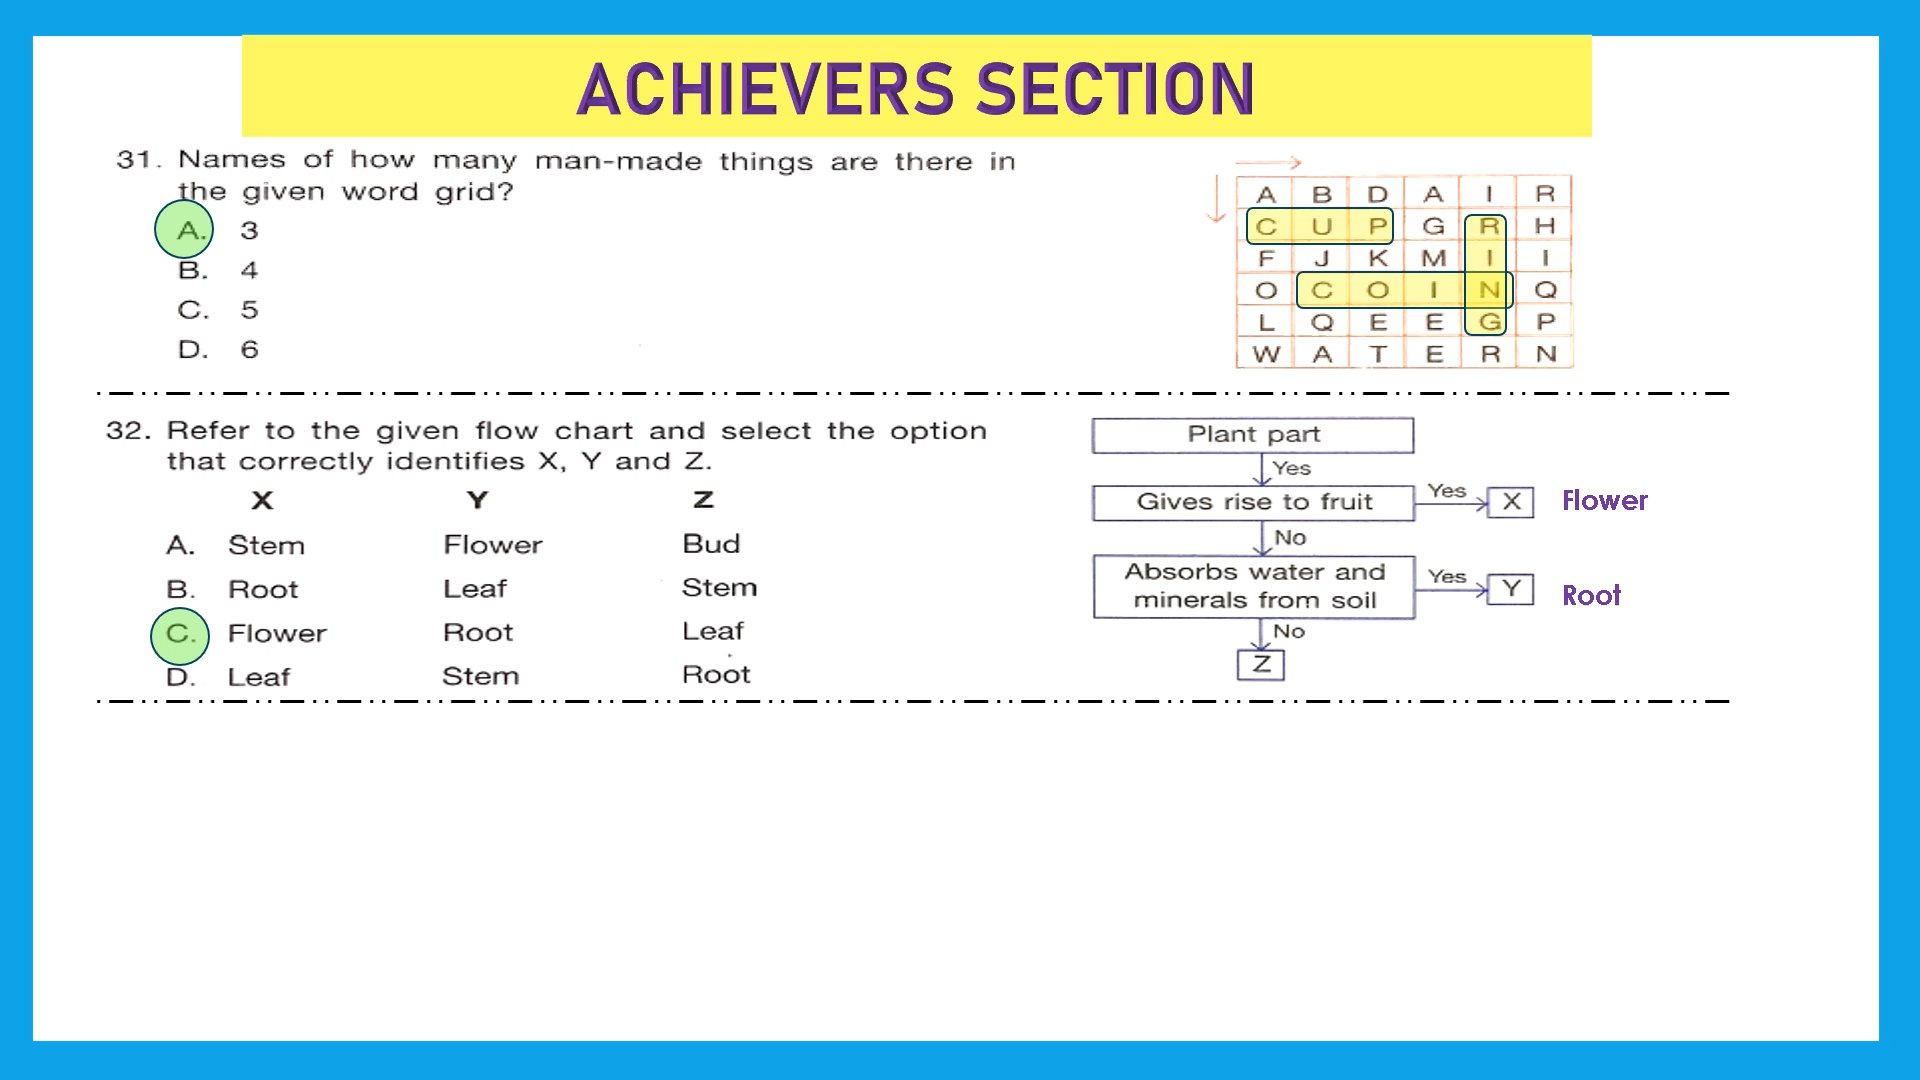 ACHIEVERS SECTION
31. Names of how many man-made things are there in
the given word grid?
A. 3
B. 4
C. 5
D. 6
A B D A I R
C U P G R H
F J K M I I
O C O I N Q
L Q E E G P
W A T E R N
32. Refer to the given flow chart and select the option
that correctly identifies X, Y and Z.
X Y Z
A. Stem Flower Bud
B. Root Leaf Stem
C. Flower Root Leaf
D. Leaf Stem Root
Plant part
Yes
Gives rise to fruit Yes X Flower
No
Absorbs water and
minerals from soil Yes Y Root
No
Z